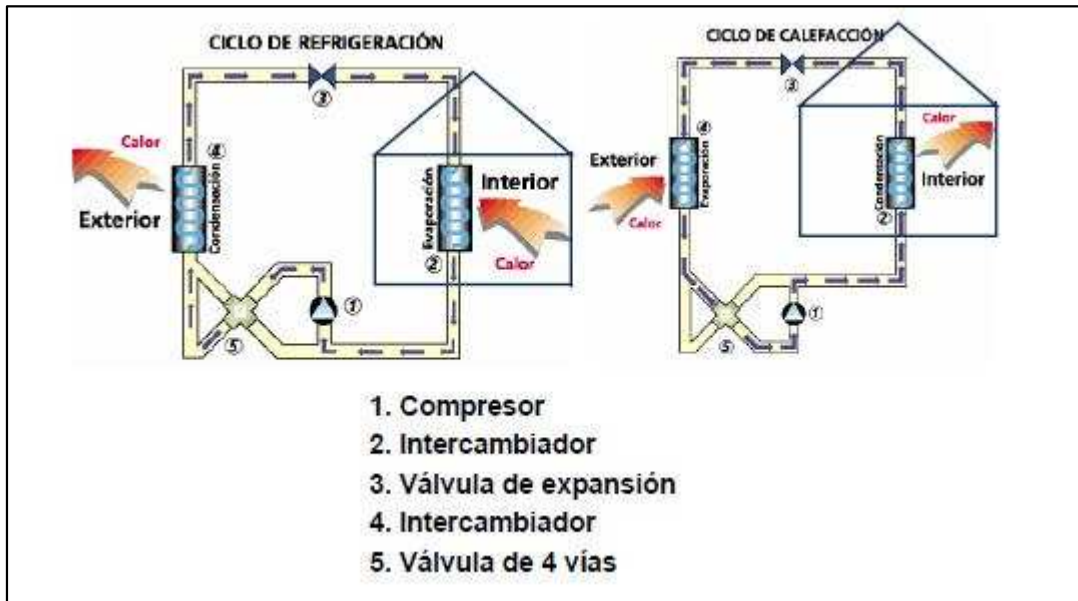 CICLO DE REFRIGERACIÓN
③
Calor
④
Condensación
Exterior
Evaporación
Interior
②
Calor
①
⑤
CICLO DE CALEFACCIÓN
③
④
Exterior
Evaporación
Calor
Condensación
Calor
Interior
②
①
⑤
1. Compresor
2. Intercambiador
3. Válvula de expansión
4. Intercambiador
5. Válvula de 4 vías